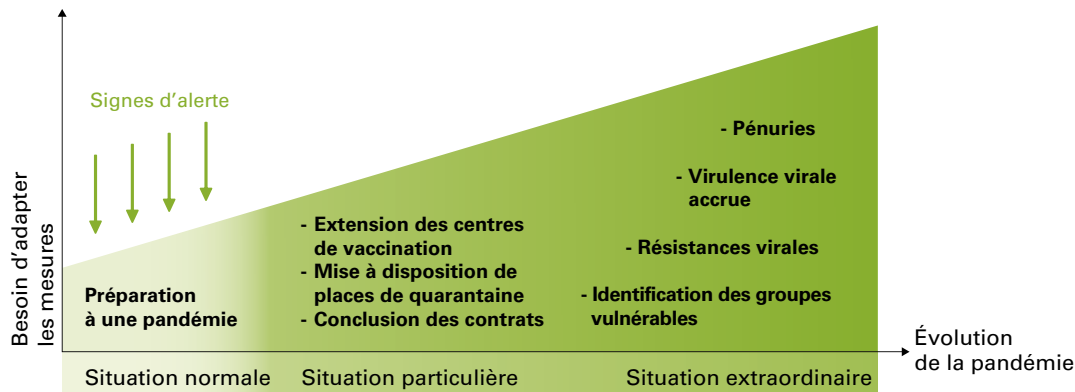 Besoin d'adapter
les mesures
Signes d'alerte
Préparation
à une pandémie
- Extension des centres
de vaccination
- Mise à disposition de
places de quarantaine
- Conclusion des contrats
- Pénuries
- Virulence virale
accrue
- Résistances virales
- Identification des groupes
vulnérables
Situation normale
Situation particulière
Situation extraordinaire
Évolution
de la pandémie